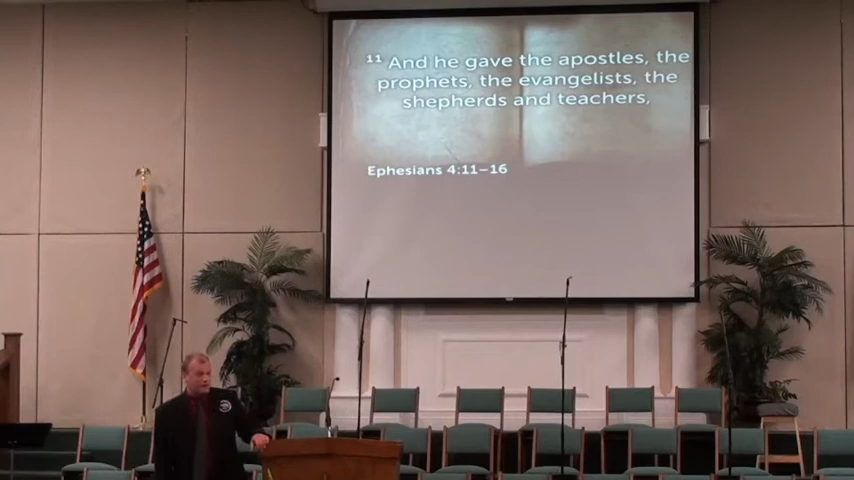 ¹¹ And he gave the apostles, the
prophets, the evangelists, the
shepherds and teachers,
Ephesians 4:11–16